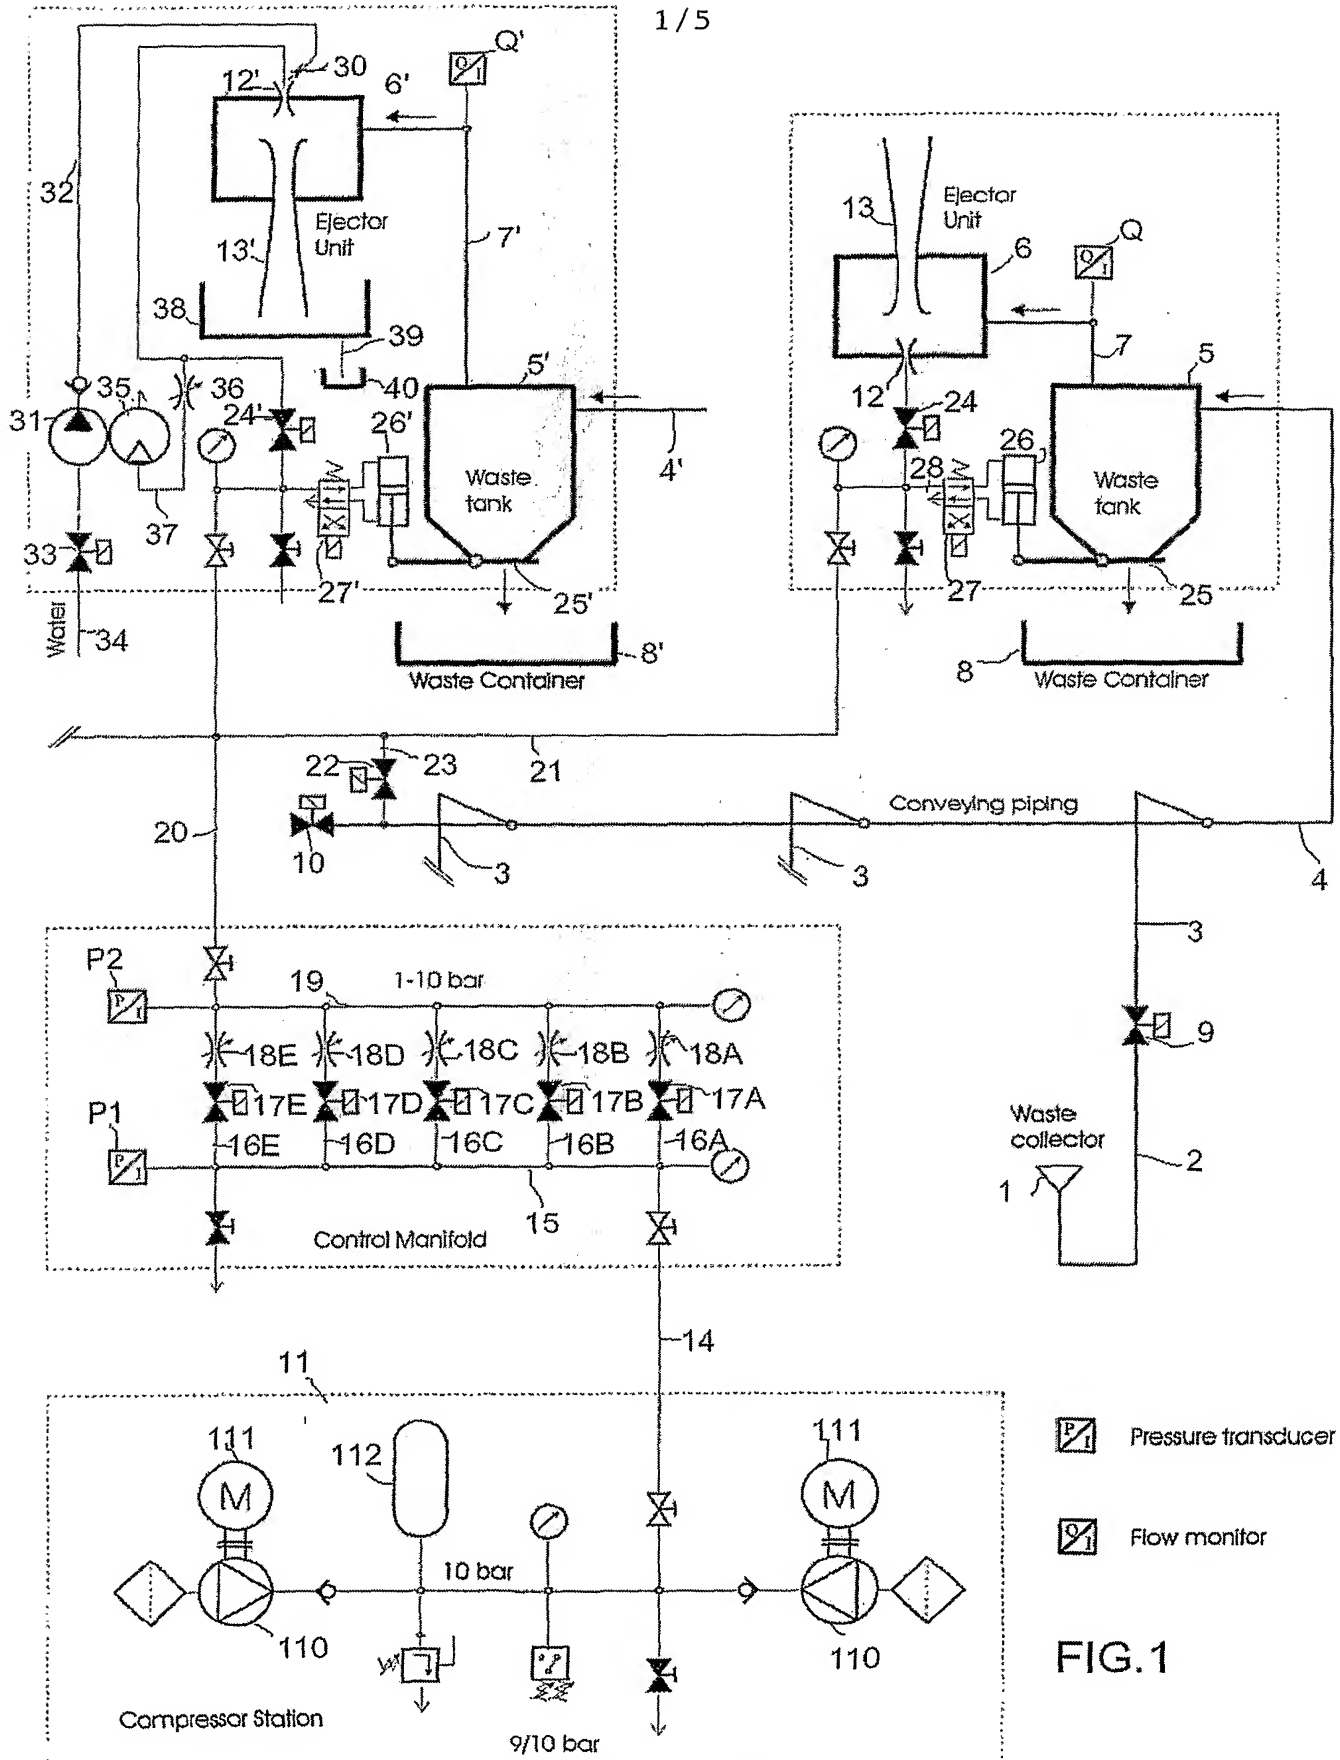 1/5
Q'
Q/I
12'
30
6'
32
Ejector
Unit
7'
13'
38
39
40
5'
31
35
36
24'
26'
4'
Waste
tank
33
37
27'
25'
Water
34
8'
Waste Container
13
Ejector
Unit
6
Q
Q/I
7
5
12
24
26
28
Waste
tank
27
25
8
Waste Container
22
23
21
20
10
3
3
Conveying piping
4
3
9
P2
P/I
19
1-10 bar
18E
18D
18C
18B
18A
17E
17D
17C
17B
17A
P1
P/I
16E
16D
16C
16B
16A
15
Control Manifold
Waste
collector
1
2
14
11
111
M
112
111
M
10 bar
110
110
Compressor Station
9/10 bar
P/I
Pressure transducer
Q/I
Flow monitor
FIG.1